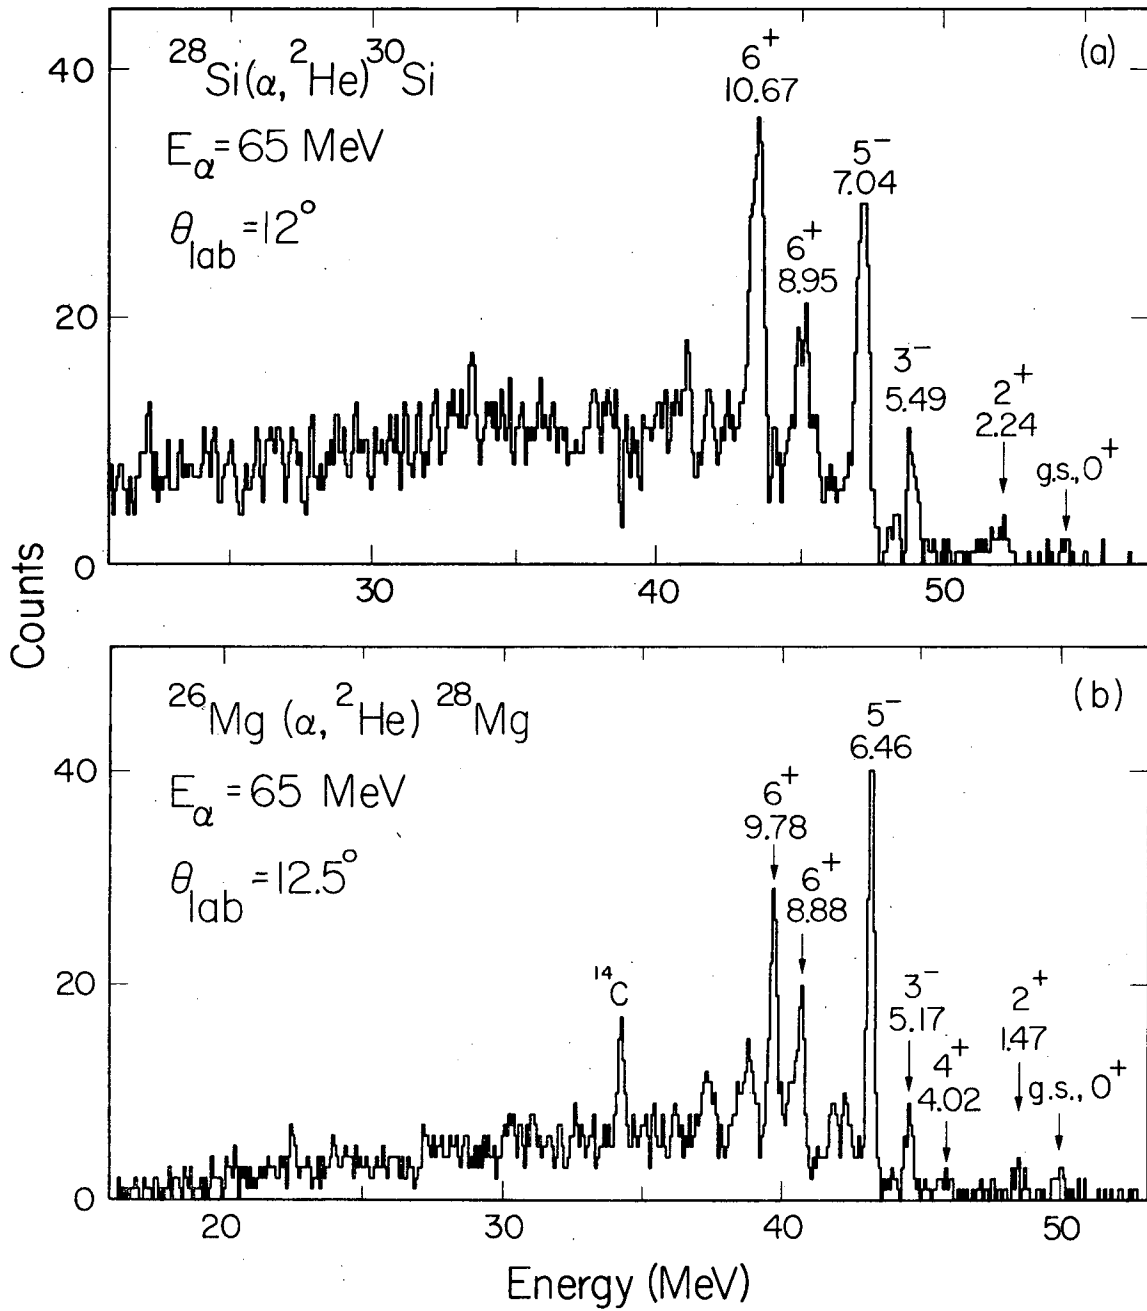 (a)
²⁸Si(α, ²He)³⁰Si
E_α = 65 MeV
θ_lab = 12°
6⁺
10.67
5⁻
7.04
6⁺
8.95
3⁻
5.49
2⁺
2.24
g.s., 0⁺
40
20
0
30
40
50
Counts
(b)
²⁶Mg (α, ²He) ²⁸Mg
E_α = 65 MeV
θ_lab = 12.5°
5⁻
6.46
6⁺
9.78
6⁺
8.88
¹⁴C
3⁻
5.17
4⁺
4.02
2⁺
1.47
g.s., 0⁺
40
20
0
20
30
40
50
Energy (MeV)